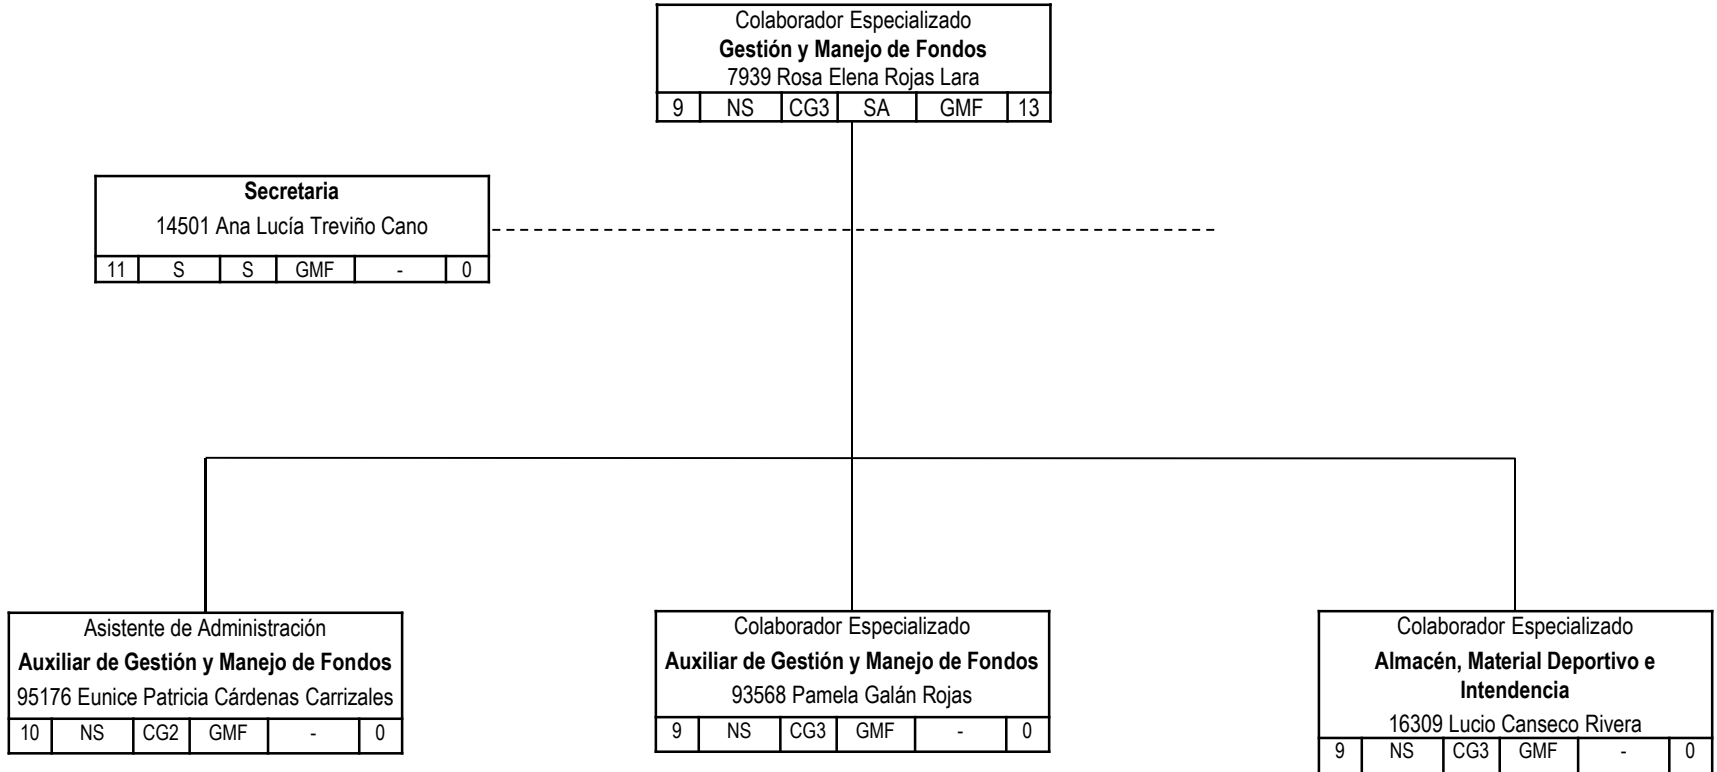 Colaborador Especializado
Gestión y Manejo de Fondos
7939 Rosa Elena Rojas Lara
9 NS CG3 SA GMF 13
Secretaria
14501 Ana Lucía Treviño Cano
11 S S GMF - 0
Asistente de Administración
Auxiliar de Gestión y Manejo de Fondos
95176 Eunice Patricia Cárdenas Carrizales
10 NS CG2 GMF - 0
Colaborador Especializado
Auxiliar de Gestión y Manejo de Fondos
93568 Pamela Galán Rojas
9 NS CG3 GMF - 0
Colaborador Especializado
Almacén, Material Deportivo e
Intendencia
16309 Lucio Canseco Rivera
9 NS CG3 GMF - 0